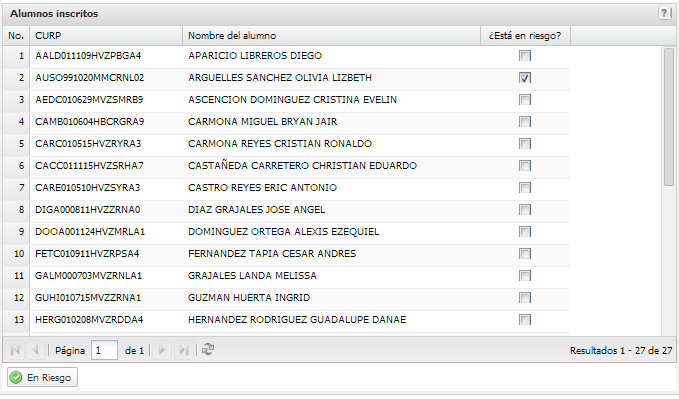 Alumnos inscritos
No. CURP Nombre del alumno ¿Está en riesgo?
1 AALD011109HVZPBGA4 APARICIO LIBREROS DIEGO
2 AUSO991020MMCRNL02 ARGUELLES SANCHEZ OLIVIA LIZBETH
3 AEDC010629MVZSMRB9 ASCENCION DOMINGUEZ CRISTINA EVELIN
4 CAMB010604HBCRGRA9 CARMONA MIGUEL BRYAN JAIR
5 CARC010515HVZRYRA3 CARMONA REYES CRISTIAN RONALDO
6 CACC011115HVZSRHA7 CASTAÑEDA CARRETERO CHRISTIAN EDUARDO
7 CARE010510HVZSYRA3 CASTRO REYES ERIC ANTONIO
8 DIGA000811HVZZRNA0 DIAZ GRAJALES JOSE ANGEL
9 DOOA001124HVZMRLA1 DOMINGUEZ ORTEGA ALEXIS EZEQUIEL
10 FETC010911HVZRPSA4 FERNANDEZ TAPIA CESAR ANDRES
11 GALM000703MVZRNLA1 GRAJALES LANDA MELISSA
12 GUHI010715MVZZRNA1 GUZMAN HUERTA INGRID
13 HERG010208MVZRDDA4 HERNANDEZ RODRIGUEZ GUADALUPE DANAE
Página 1 de 1 Resultados 1 - 27 de 27
En Riesgo